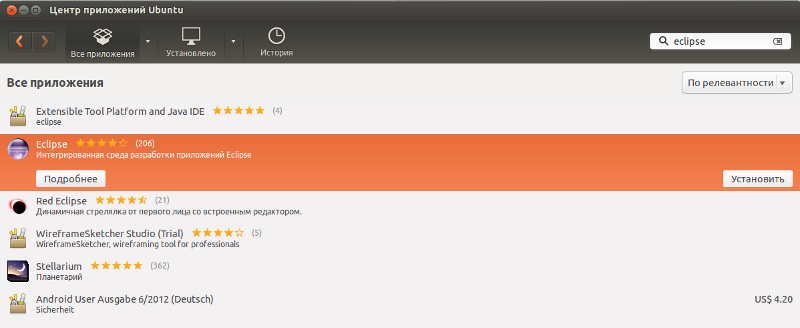 Центр приложений Ubuntu
Все приложения
Установлено
История
eclipse
Все приложения
По релевантности
Extensible Tool Platform and Java IDE (4)
eclipse
Eclipse (206)
Интегрированная среда разработки приложений Eclipse
Подробнее
Установить
Red Eclipse (21)
Динамичная стрелялка от первого лица со встроенным редактором.
WireframeSketcher Studio (Trial) (5)
WireframeSketcher, wireframing tool for professionals
Stellarium (362)
Планетарий
Android User Ausgabe 6/2012 (Deutsch) US$ 4.20
Sicherheit